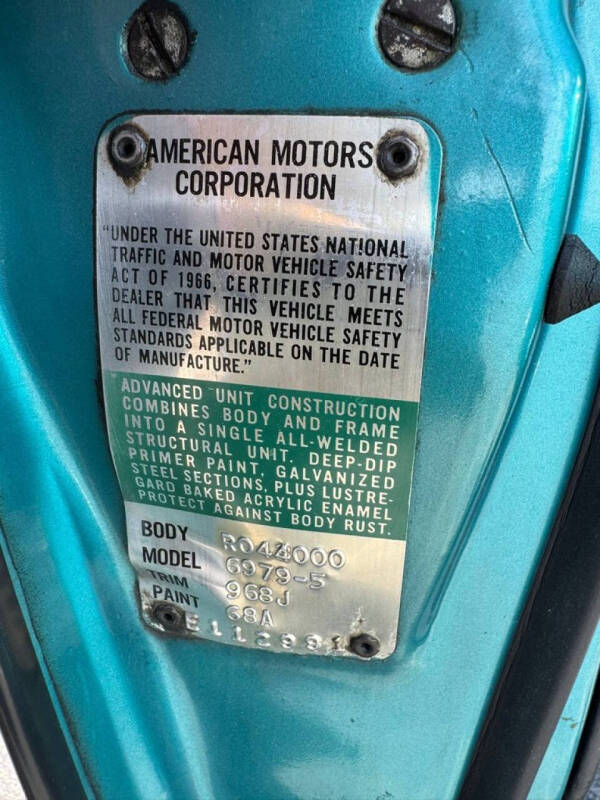 AMERICAN MOTORS
CORPORATION
"UNDER THE UNITED STATES NATIONAL
TRAFFIC AND MOTOR VEHICLE SAFETY
ACT OF 1966, CERTIFIES TO THE
DEALER THAT THIS VEHICLE MEETS
ALL FEDERAL MOTOR VEHICLE SAFETY
STANDARDS APPLICABLE ON THE DATE
OF MANUFACTURE."
ADVANCED UNIT CONSTRUCTION
COMBINES BODY AND FRAME
INTO A SINGLE ALL-WELDED
STRUCTURAL UNIT. DEEP-DIP
PRIMER PAINT, GALVANIZED
STEEL SECTIONS, PLUS LUSTRE-
GARD BAKED ACRYLIC ENAMEL
PROTECT AGAINST BODY RUST.
BODY
MODEL 6979-5
TRIM 968J
PAINT 68A